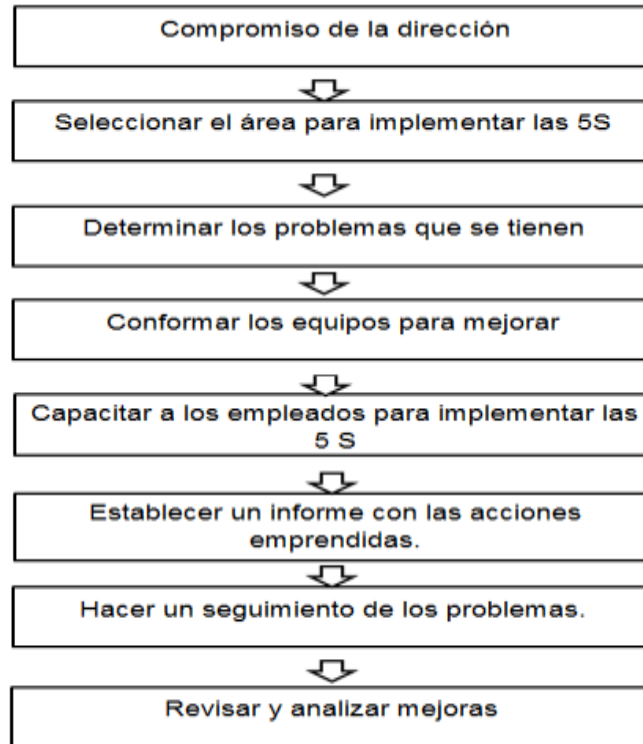 Compromiso de la dirección
Seleccionar el área para implementar las 5S
Determinar los problemas que se tienen
Conformar los equipos para mejorar
Capacitar a los empleados para implementar las
5 S
Establecer un informe con las acciones
emprendidas.
Hacer un seguimiento de los problemas.
Revisar y analizar mejoras